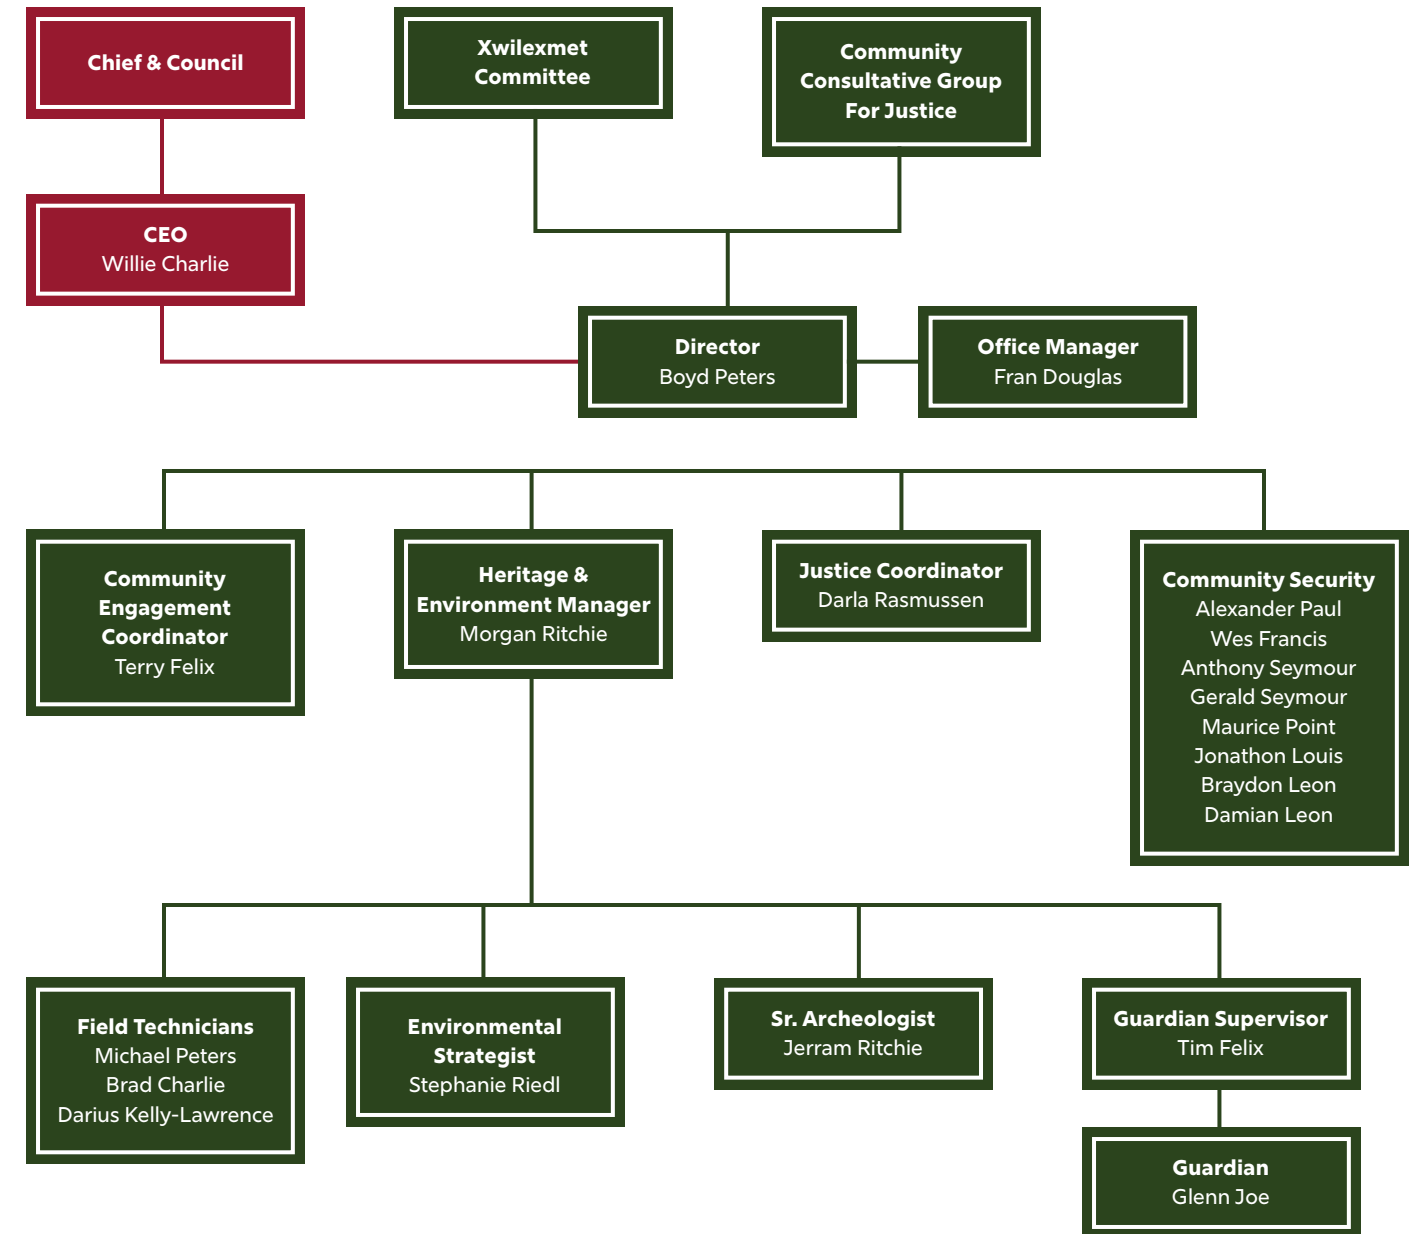 Chief & Council
Xwilexmet
Committee
Community
Consultative Group
For Justice
CEO
Willie Charlie
Director
Boyd Peters
Office Manager
Fran Douglas
Community
Engagement
Coordinator
Terry Felix
Heritage &
Environment Manager
Morgan Ritchie
Justice Coordinator
Darla Rasmussen
Community Security
Alexander Paul
Wes Francis
Anthony Seymour
Gerald Seymour
Maurice Point
Jonathon Louis
Braydon Leon
Damian Leon
Field Technicians
Michael Peters
Brad Charlie
Darius Kelly-Lawrence
Environmental
Strategist
Stephanie Riedl
Sr. Archeologist
Jerram Ritchie
Guardian Supervisor
Tim Felix
Guardian
Glenn Joe